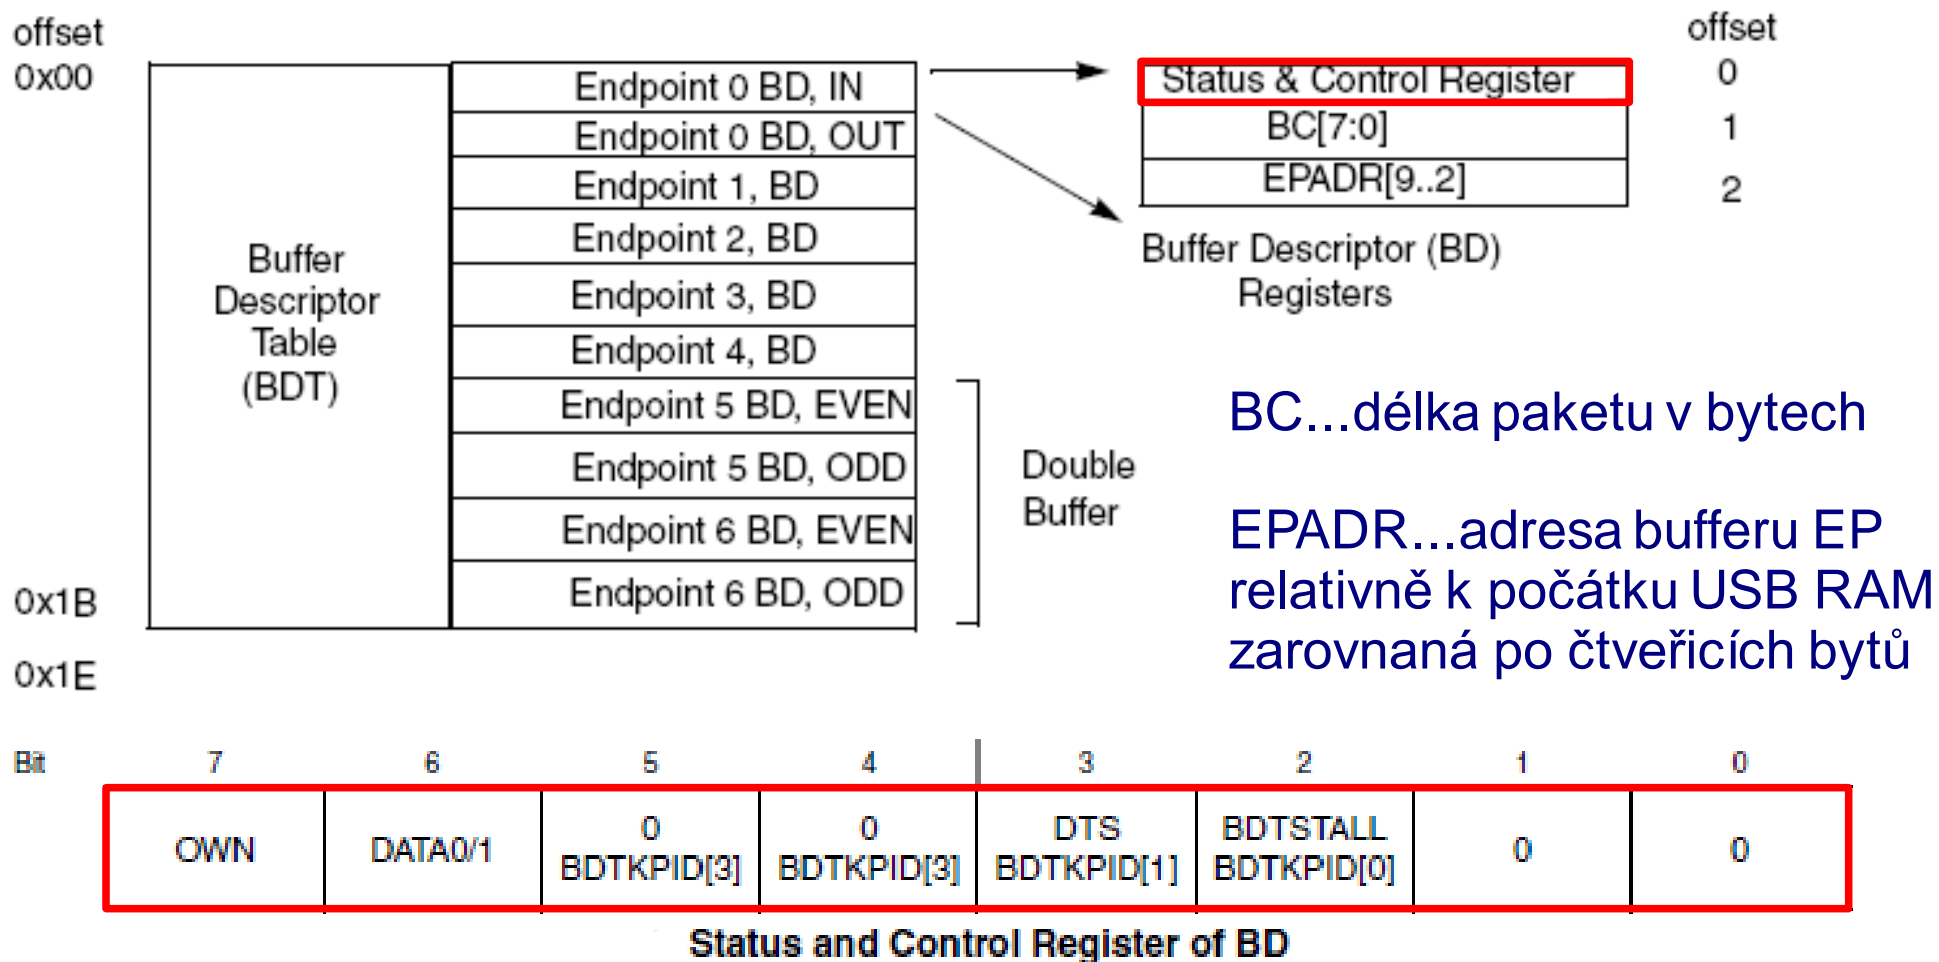 offset
0x00
Buffer
Descriptor
Table
(BDT)
0x1B
0x1E
Endpoint 0 BD, IN
Endpoint 0 BD, OUT
Endpoint 1, BD
Endpoint 2, BD
Endpoint 3, BD
Endpoint 4, BD
Endpoint 5 BD, EVEN
Endpoint 5 BD, ODD
Endpoint 6 BD, EVEN
Endpoint 6 BD, ODD
Double
Buffer
offset
Status & Control Register 0
BC[7:0] 1
EPADR[9..2] 2
Buffer Descriptor (BD)
Registers
BC...délka paketu v bytech
EPADR...adresa bufferu EP
relativně k počátku USB RAM
zarovnaná po čtveřicích bytů
Bit 7 6 5 4 3 2 1 0
OWN
DATA0/1
0
BDTKPID[3]
0
BDTKPID[3]
DTS
BDTKPID[1]
BDTSTALL
BDTKPID[0]
0
0
Status and Control Register of BD